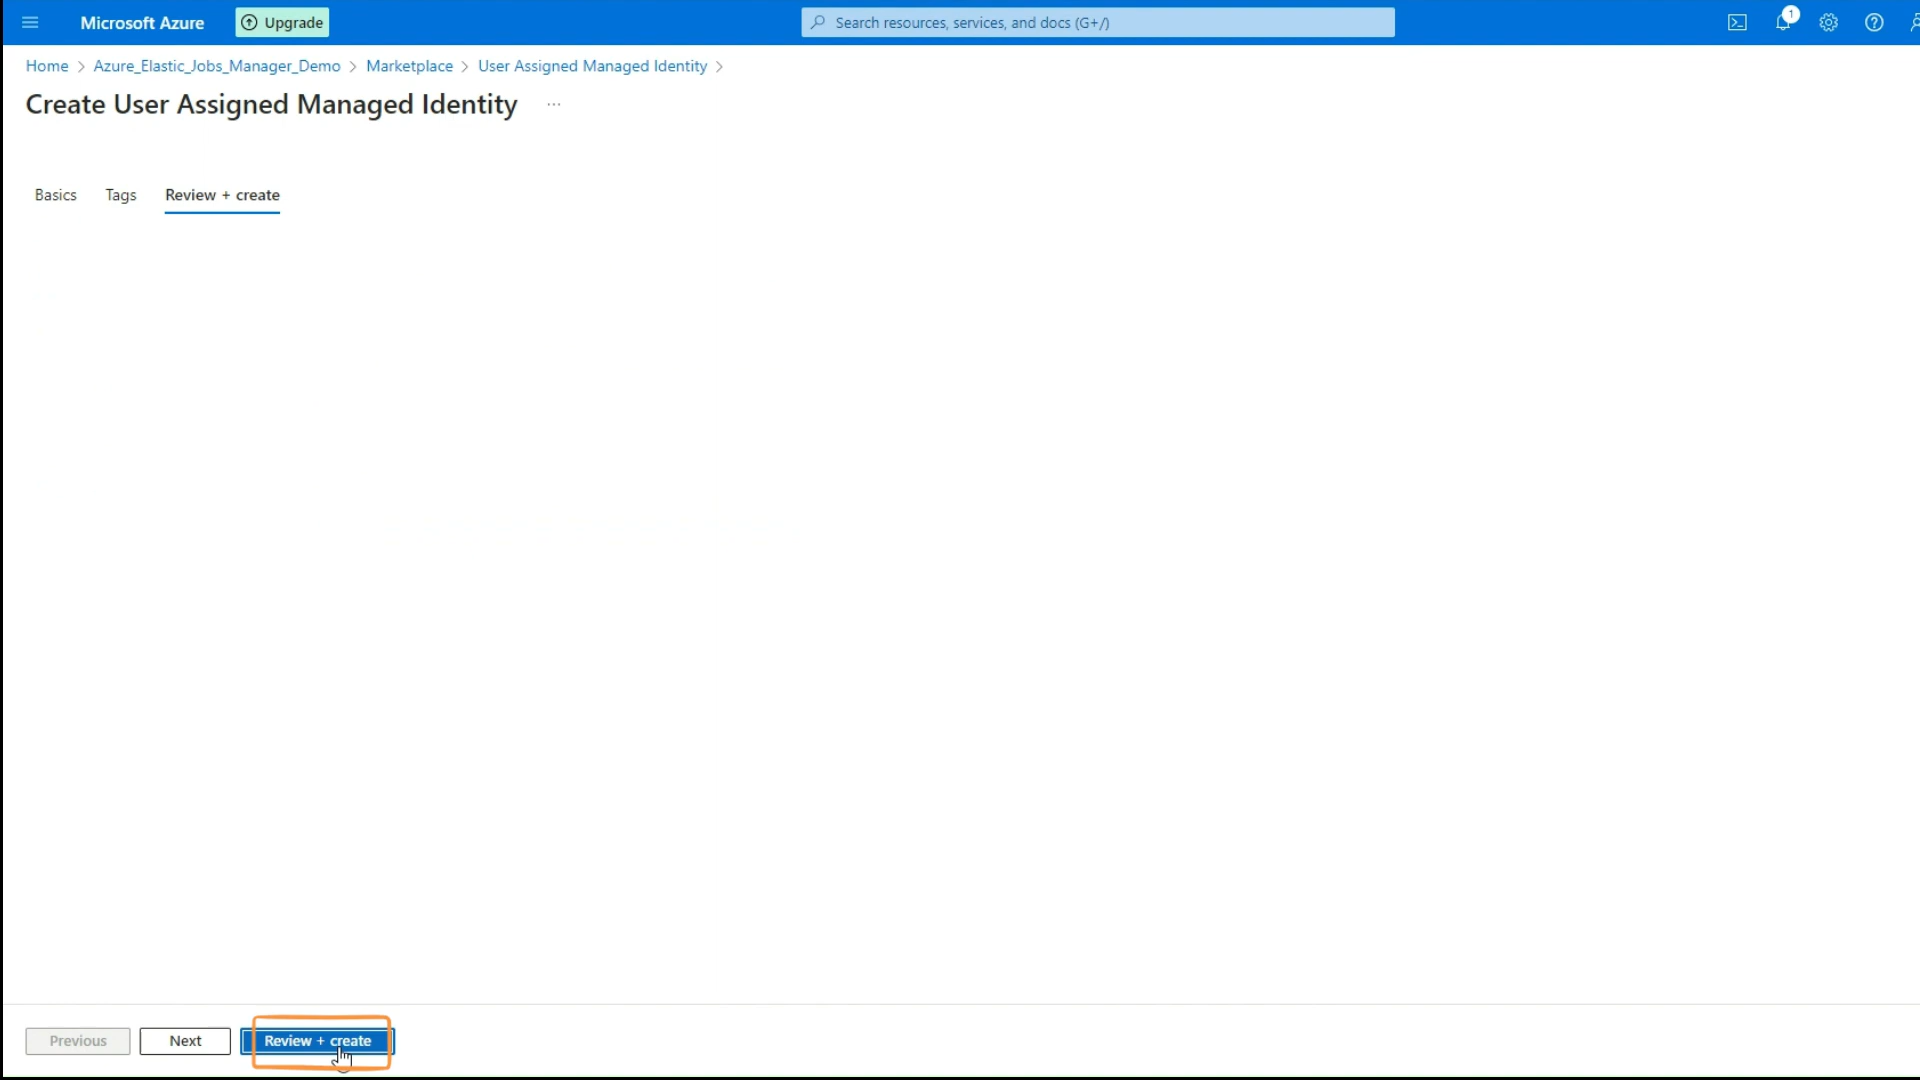 Microsoft Azure
Upgrade
Search resources, services, and docs (G+/)
1
Home > Azure_Elastic_Jobs_Manager_Demo > Marketplace > User Assigned Managed Identity >
Create User Assigned Managed Identity ...
Basics
Tags
Review + create
Previous
Next
Review + create